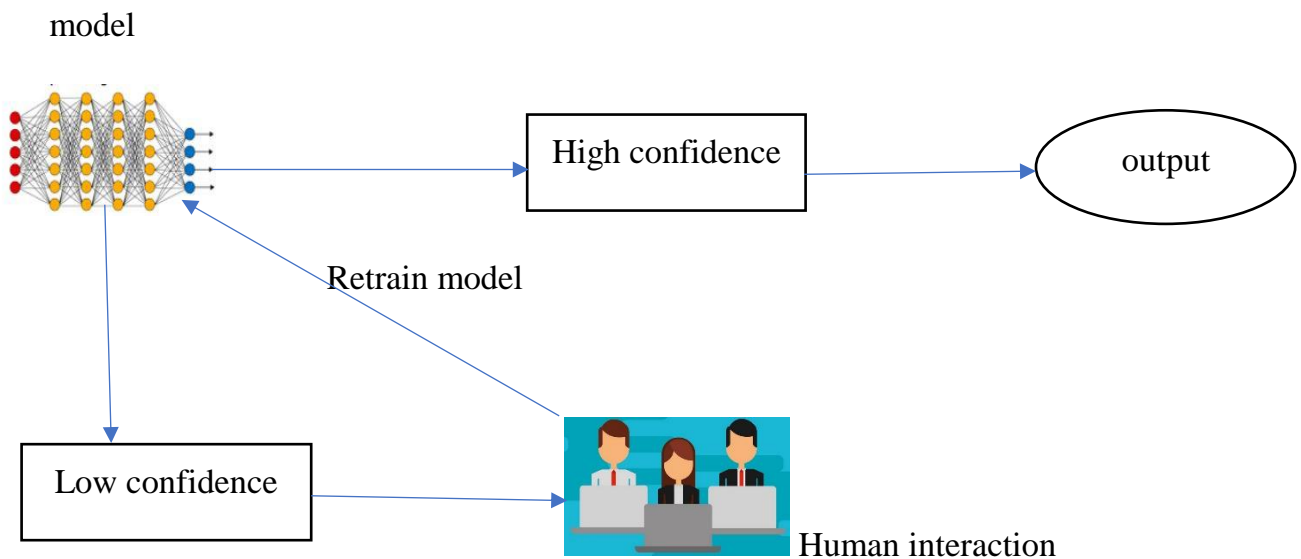 model
High confidence
output
Retrain model
Low confidence
Human interaction